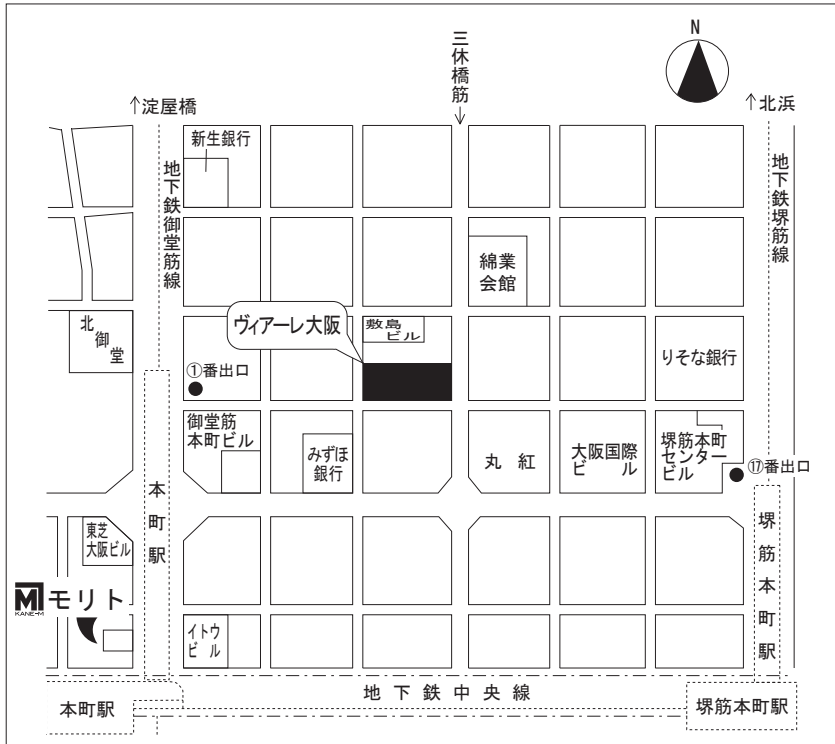 N
三休橋筋
↓
↑淀屋橋
↑北浜
新生銀行
地下鉄御堂筋線
地下鉄堺筋線
綿業
会館
ヴィアーレ大阪
敷島
ビル
北御堂
①番出口
りそな銀行
御堂筋
本町ビル
みずほ
銀行
丸紅
大阪国際
ビル
堺筋本町
センター
ビル
⑰番出口
本町駅
東芝
大阪ビル
堺筋本町駅
M
KANE-M
モリト
イトウ
ビル
地下鉄中央線
本町駅
堺筋本町駅